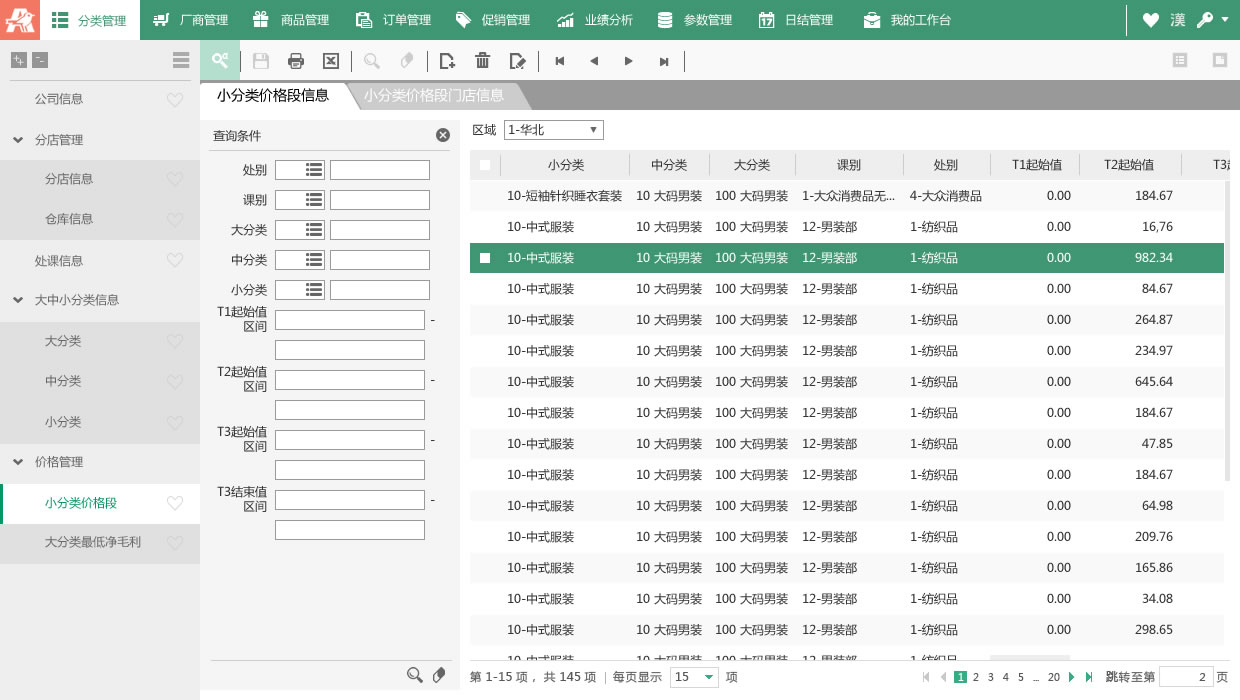 分类管理 厂商管理 商品管理 订单管理 促销管理 业绩分析 参数管理 日结管理 我的工作台 漢
公司信息
分店管理
分店信息
仓库信息
处课信息
大中小分类信息
大分类
中分类
小分类
价格管理
小分类价格段
大分类最低净毛利
小分类价格段信息 小分类价格段门店信息
查询条件
处别
课别
大分类
中分类
小分类
T1起始值
区间 -
T2起始值
区间 -
T3起始值
区间 -
T3结束值
区间 -
区域 1-华北
小分类 中分类 大分类 课别 处别 T1起始值 T2起始值
10-短袖针织睡衣套装 10 大码男装 100 大码男装 1-大众消费品无... 4-大众消费品 0.00 184.67
10-中式服装 10 大码男装 100 大码男装 12-男装部 1-纺织品 0.00 16,76
10-中式服装 10 大码男装 100 大码男装 12-男装部 1-纺织品 0.00 982.34
10-中式服装 10 大码男装 100 大码男装 12-男装部 1-纺织品 0.00 84.67
10-中式服装 10 大码男装 100 大码男装 12-男装部 1-纺织品 0.00 264.87
10-中式服装 10 大码男装 100 大码男装 12-男装部 1-纺织品 0.00 234.97
10-中式服装 10 大码男装 100 大码男装 12-男装部 1-纺织品 0.00 645.64
10-中式服装 10 大码男装 100 大码男装 12-男装部 1-纺织品 0.00 184.67
10-中式服装 10 大码男装 100 大码男装 12-男装部 1-纺织品 0.00 47.85
10-中式服装 10 大码男装 100 大码男装 12-男装部 1-纺织品 0.00 184.67
10-中式服装 10 大码男装 100 大码男装 12-男装部 1-纺织品 0.00 64.98
10-中式服装 10 大码男装 100 大码男装 12-男装部 1-纺织品 0.00 209.76
10-中式服装 10 大码男装 100 大码男装 12-男装部 1-纺织品 0.00 165.86
10-中式服装 10 大码男装 100 大码男装 12-男装部 1-纺织品 0.00 34.08
10-中式服装 10 大码男装 100 大码男装 12-男装部 1-纺织品 0.00 298.65
第 1-15 项 ，共 145 项 | 每页显示 15 项 1 2 3 4 5 ... 20 跳转至第 2 页